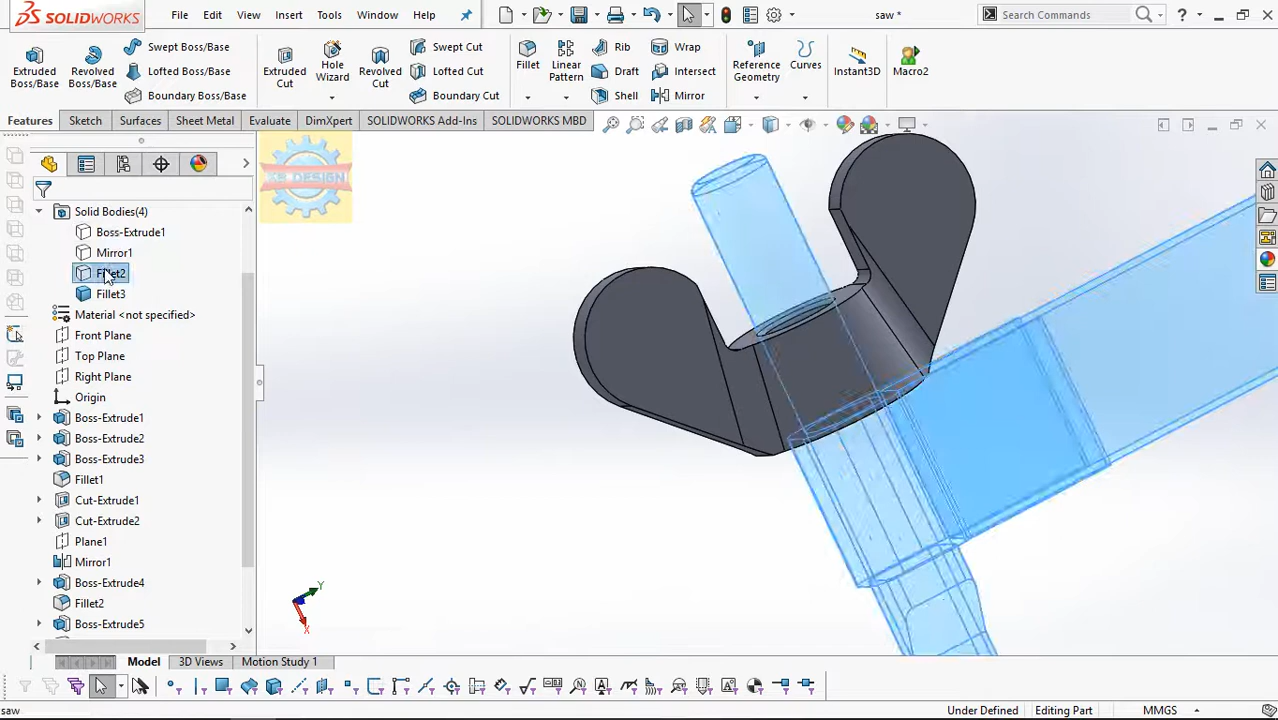 SOLIDWORKS File Edit View Insert Tools Window Help saw * Search Commands ?
Extruded Boss/Base
Revolved Boss/Base
Swept Boss/Base
Lofted Boss/Base
Boundary Boss/Base
Extruded Cut
Hole Wizard
Revolved Cut
Swept Cut
Lofted Cut
Boundary Cut
Fillet
Linear Pattern
Rib
Draft
Shell
Wrap
Intersect
Mirror
Reference Geometry
Curves
Instant3D
Macro2
Features Sketch Surfaces Sheet Metal Evaluate DimXpert SOLIDWORKS Add-Ins SOLIDWORKS MBD
Solid Bodies(4)
Boss-Extrude1
Mirror1
Fillet2
Fillet3
Material <not specified>
Front Plane
Top Plane
Right Plane
Origin
Boss-Extrude1
Boss-Extrude2
Boss-Extrude3
Fillet1
Cut-Extrude1
Cut-Extrude2
Plane1
Mirror1
Boss-Extrude4
Fillet2
Boss-Extrude5
Y
X
Model 3D Views Motion Study 1
saw Under Defined Editing Part MMGS